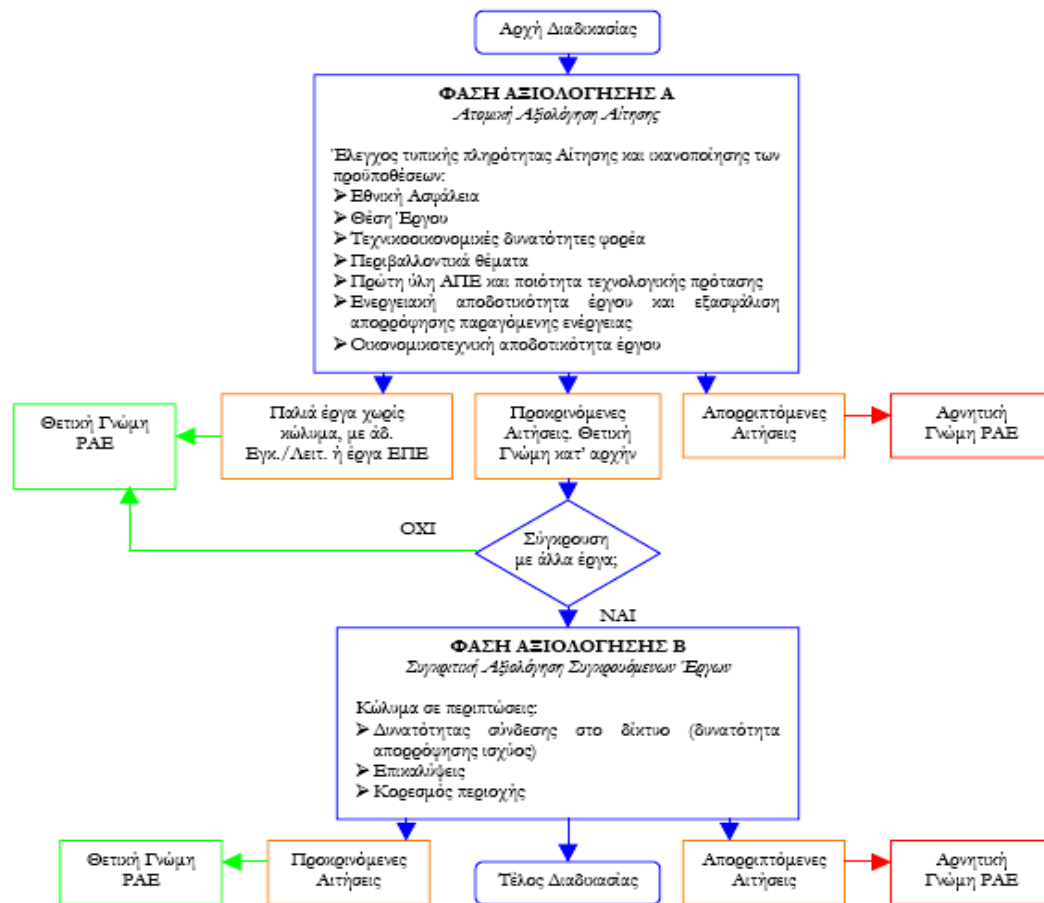 Αρχή Διαδικασίας
ΦΑΣΗ ΑΞΙΟΛΟΓΗΣΗΣ Α
Ατομική Αξιολόγηση Αίτησης
Έλεγχος τυπικής πληρότητας Αίτησης και ικανοποίησης των
προϋποθέσεων:
➢ Εθνική Ασφάλεια
➢ Θέση Έργου
➢ Τεχνικοοικονομικές δυνατότητες φορέα
➢ Περιβαλλοντικά θέματα
➢ Πρώτη ύλη ΑΠΕ και ποιότητα τεχνολογικής πρότασης
➢ Ενεργειακή αποδοτικότητα έργου και εξασφάλιση
απορρόφησης παραγόμενης ενέργειας
➢ Οικονομικοτεχνική αποδοτικότητα έργου
Θετική Γνώμη
ΡΑΕ
Παλιά έργα χωρίς
κώλυμα, με άδ.
Εγκ./Λειτ. ή έργα ΕΠΕ
Προκρινόμενες
Αιτήσεις. Θετική
Γνώμη κατ' αρχήν
Απορριπτόμενες
Αιτήσεις
Αρνητική
Γνώμη ΡΑΕ
ΟΧΙ
Σύγκρουση
με άλλα έργα;
ΝΑΙ
ΦΑΣΗ ΑΞΙΟΛΟΓΗΣΗΣ Β
Συγκριτική Αξιολόγηση Συγκρουόμενων Έργων
Κώλυμα σε περιπτώσεις:
➢ Δυνατότητας σύνδεσης στο δίκτυο (δυνατότητα
απορρόφησης ισχύος)
➢ Επικαλύψεις
➢ Κορεσμός περιοχής
Θετική Γνώμη
ΡΑΕ
Προκρινόμενες
Αιτήσεις
Τέλος Διαδικασίας
Απορριπτόμενες
Αιτήσεις
Αρνητική
Γνώμη ΡΑΕ